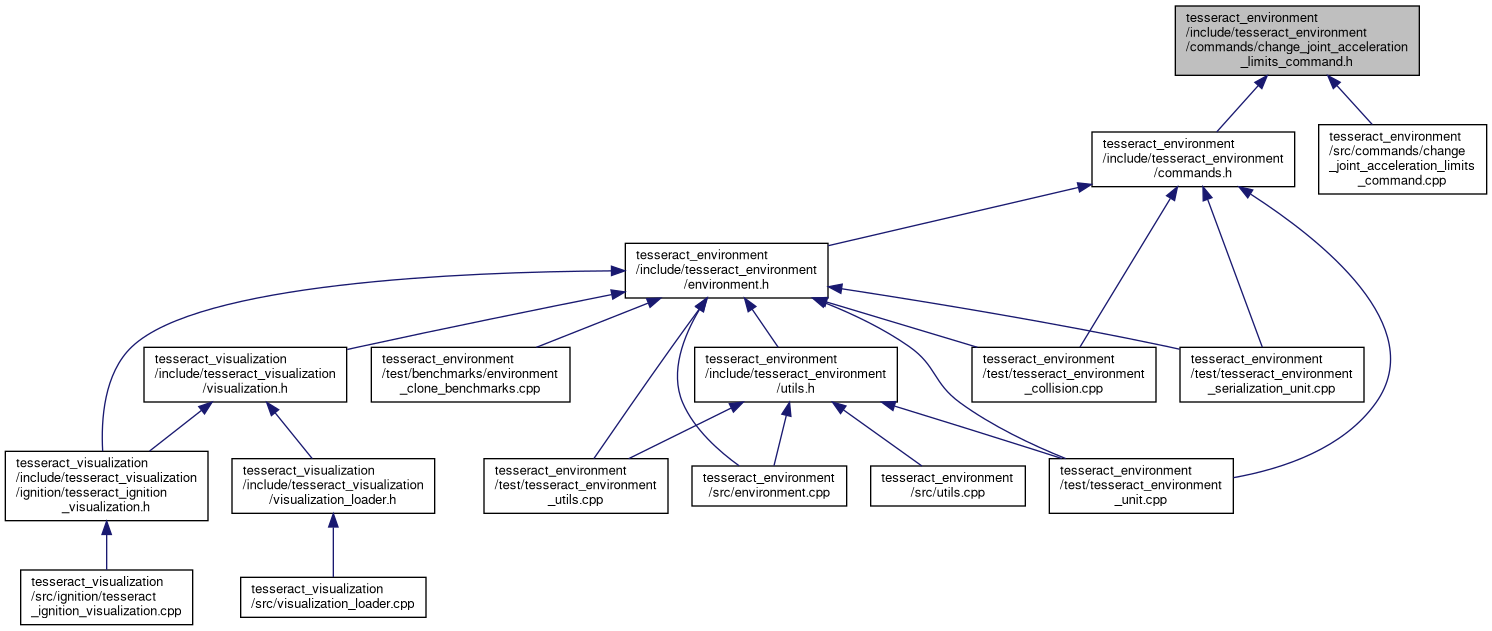 tesseract_environment
/include/tesseract_environment
/commands/change_joint_acceleration
_limits_command.h
tesseract_environment
/include/tesseract_environment
/commands.h
tesseract_environment
/src/commands/change
_joint_acceleration_limits
_command.cpp
tesseract_environment
/include/tesseract_environment
/environment.h
tesseract_visualization
/include/tesseract_visualization
/visualization.h
tesseract_environment
/test/benchmarks/environment
_clone_benchmarks.cpp
tesseract_environment
/include/tesseract_environment
/utils.h
tesseract_environment
/test/tesseract_environment
_collision.cpp
tesseract_environment
/test/tesseract_environment
_serialization_unit.cpp
tesseract_visualization
/include/tesseract_visualization
/ignition/tesseract_ignition
_visualization.h
tesseract_visualization
/include/tesseract_visualization
/visualization_loader.h
tesseract_environment
/test/tesseract_environment
_utils.cpp
tesseract_environment
/src/environment.cpp
tesseract_environment
/src/utils.cpp
tesseract_environment
/test/tesseract_environment
_unit.cpp
tesseract_visualization
/src/ignition/tesseract
_ignition_visualization.cpp
tesseract_visualization
/src/visualization_loader.cpp